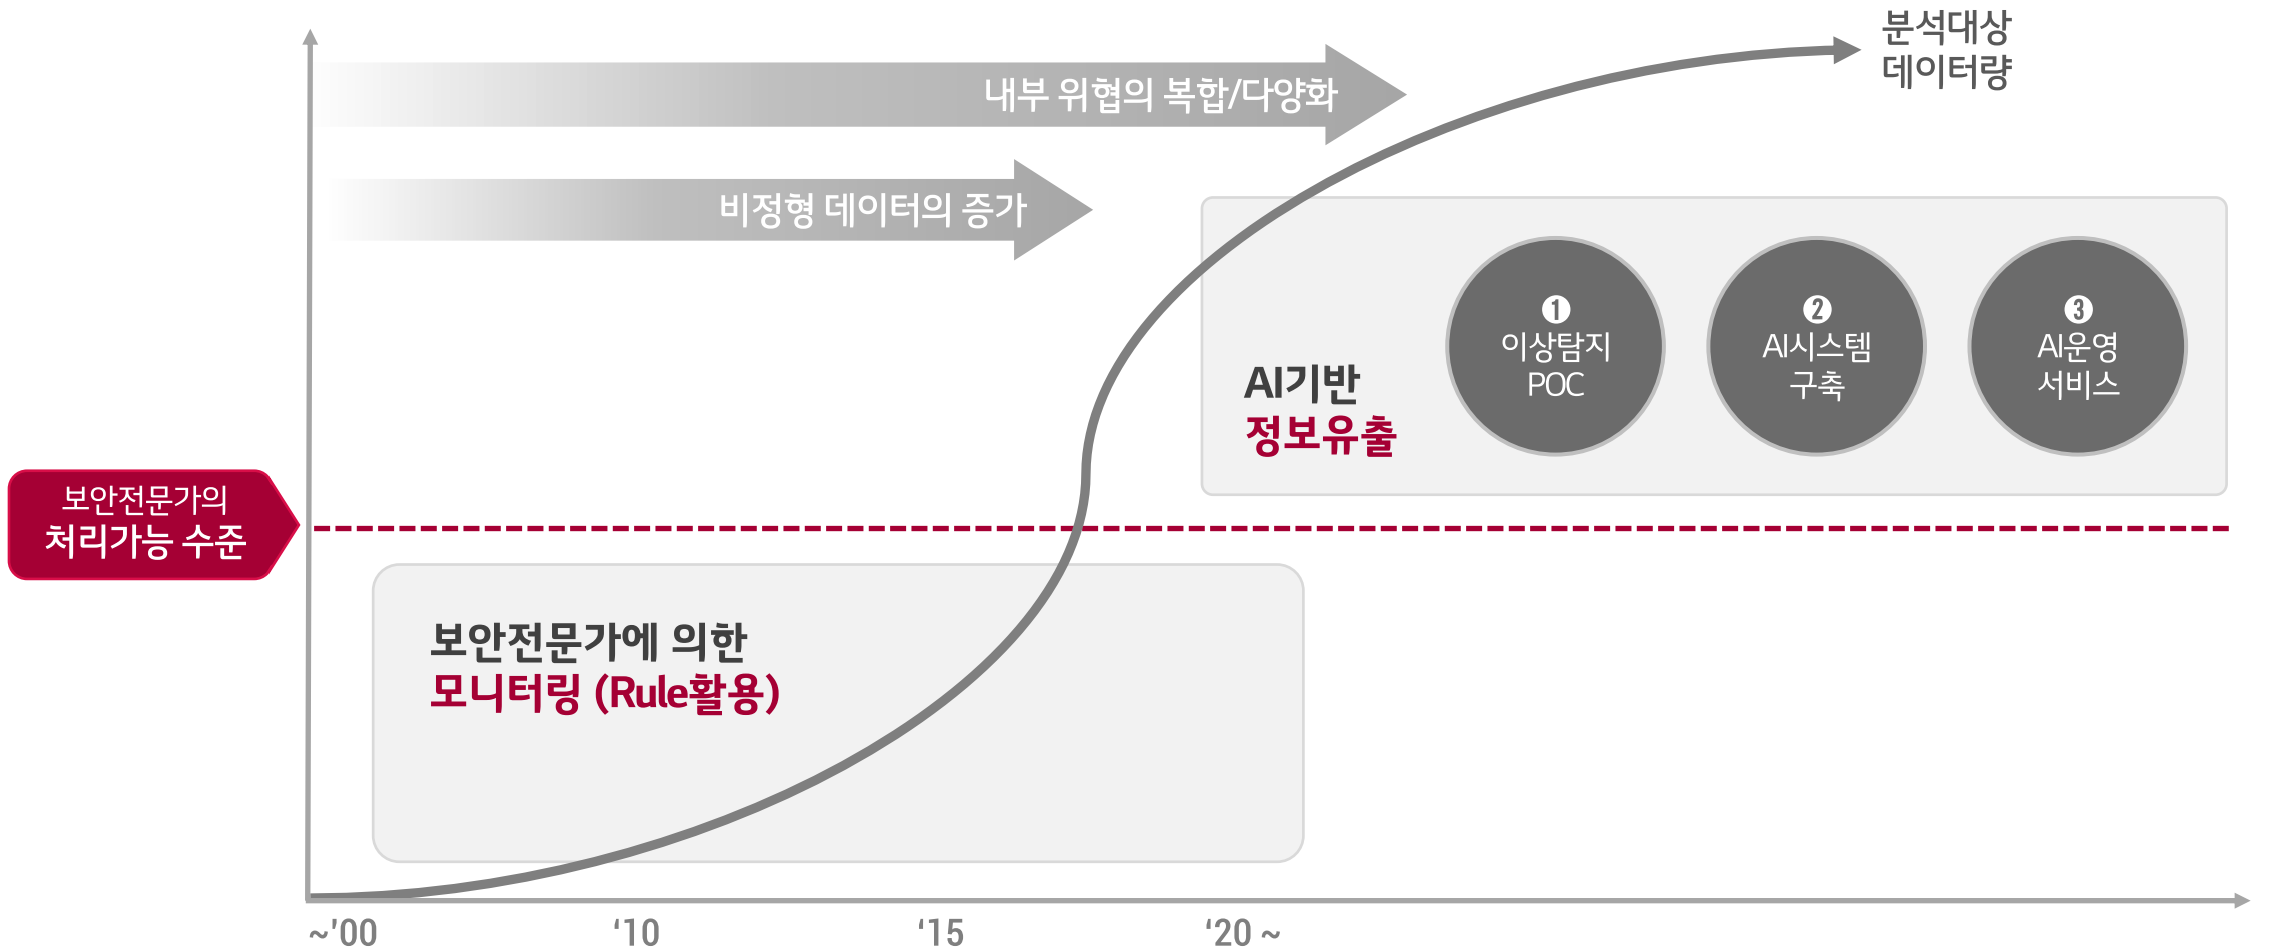 분석대상
데이터량
내부 위협의 복합/다양화
비정형 데이터의 증가
AI기반
정보유출
1
이상탐지
POC
2
AI시스템
구축
3
AI운영
서비스
보안전문가의
처리가능 수준
보안전문가에 의한
모니터링 (Rule활용)
~’00
‘10
‘15
‘20 ~